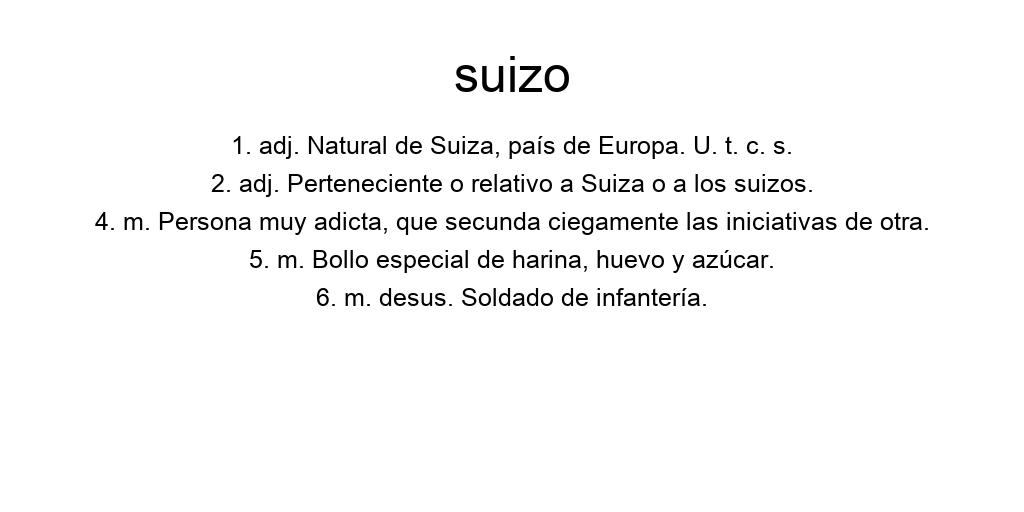 suizo
1. adj. Natural de Suiza, país de Europa. U. t. c. s.
2. adj. Perteneciente o relativo a Suiza o a los suizos.
4. m. Persona muy adicta, que secunda ciegamente las iniciativas de otra.
5. m. Bollo especial de harina, huevo y azúcar.
6. m. desus. Soldado de infantería.